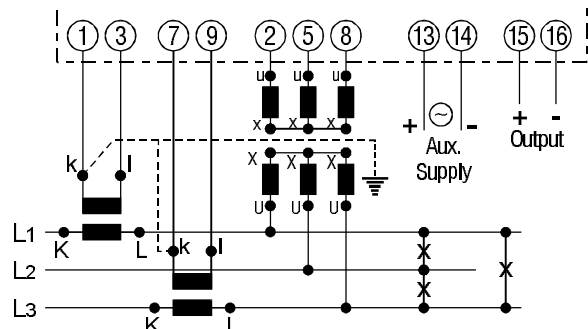 1 3 7 9 2 5 8 13 14 15 16
u u u
+ ~ - + -
x x x
Aux. Output
Supply
k l
X X X
U U U
L1
K L k l
X
L2
X
X
L3
K L